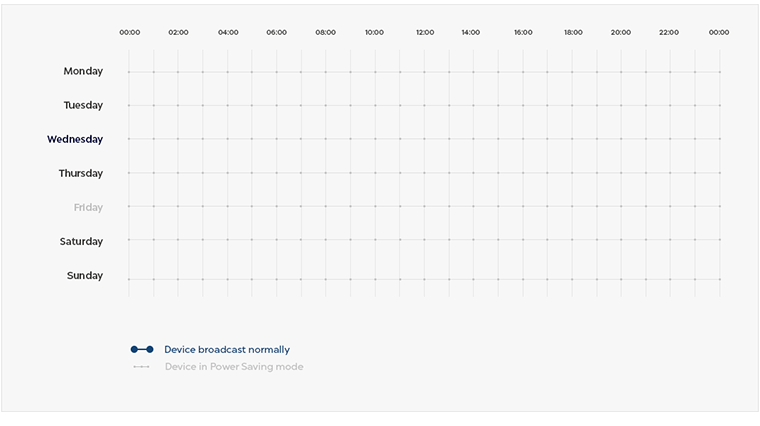 00:00 02:00 04:00 06:00 08:00 10:00 12:00 14:00 16:00 18:00 20:00 22:00 00:00
Monday
Tuesday
Wednesday
Thursday
Friday
Saturday
Sunday
Device broadcast normally
Device in Power Saving mode